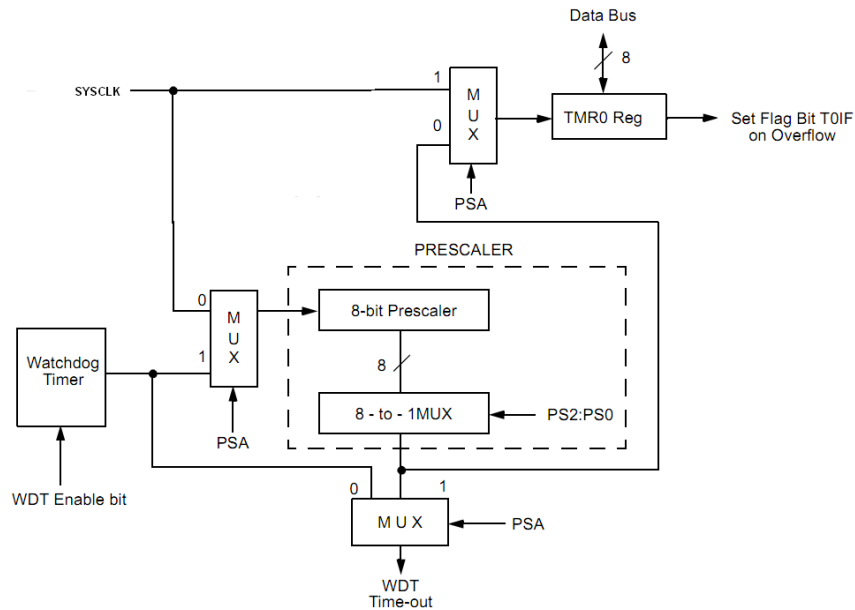 Data Bus
8
SYSCLK
1
M
U
X
0
TMR0 Reg
Set Flag Bit T0IF
on Overflow
PSA
PRESCALER
0
M
U
X
1
8-bit Prescaler
Watchdog
Timer
8
8 - to - 1MUX
PS2:PS0
PSA
WDT Enable bit
0
1
M U X
PSA
WDT
Time-out